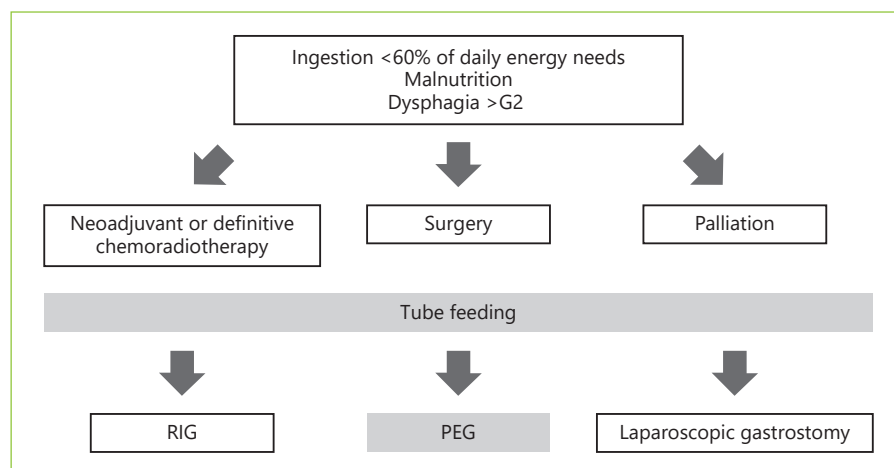 Ingestion <60% of daily energy needs
Malnutrition
Dysphagia >G2
Neoadjuvant or definitive
chemoradiotherapy
Surgery
Palliation
Tube feeding
RIG
PEG
Laparoscopic gastrostomy